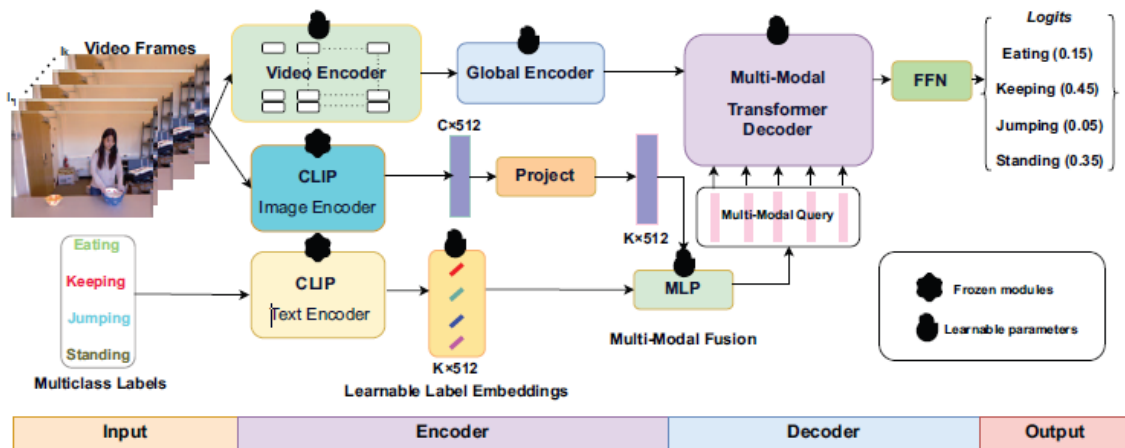 Video Frames
Video Encoder
Global Encoder
Multi-Modal
Transformer
Decoder
FFN
Logits
Eating (0.15)
Keeping (0.45)
Jumping (0.05)
Standing (0.35)
CLIP
Image Encoder
C×512
Project
K×512
Multi-Modal Query
Eating
Keeping
Jumping
Standing
Multiclass Labels
CLIP
Text Encoder
K×512
Learnable Label Embeddings
MLP
Multi-Modal Fusion
Frozen modules
Learnable parameters
Input
Encoder
Decoder
Output